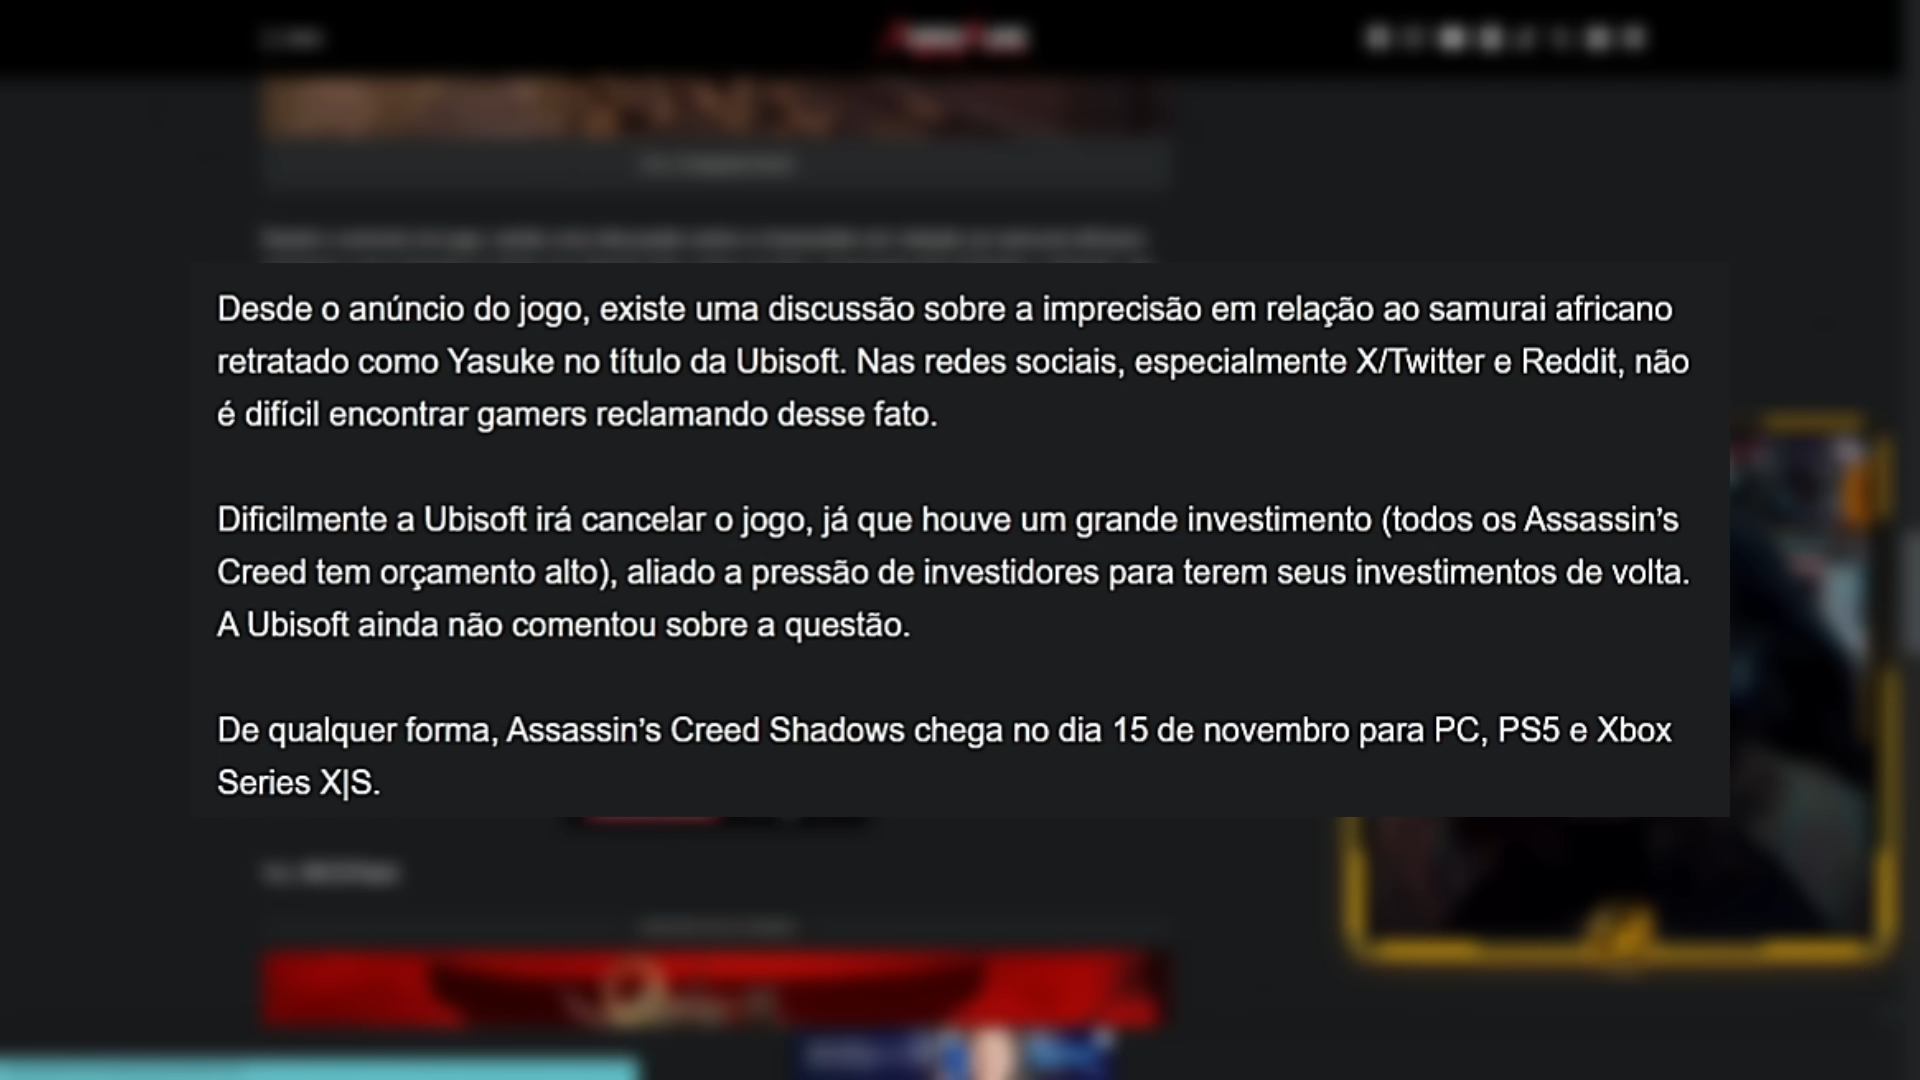 Desde o anúncio do jogo, existe uma discussão sobre a imprecisão em relação ao samurai africano
retratado como Yasuke no título da Ubisoft. Nas redes sociais, especialmente X/Twitter e Reddit, não
é difícil encontrar gamers reclamando desse fato.
Dificilmente a Ubisoft irá cancelar o jogo, já que houve um grande investimento (todos os Assassin’s
Creed tem orçamento alto), aliado a pressão de investidores para terem seus investimentos de volta.
A Ubisoft ainda não comentou sobre a questão.
De qualquer forma, Assassin’s Creed Shadows chega no dia 15 de novembro para PC, PS5 e Xbox
Series X|S.